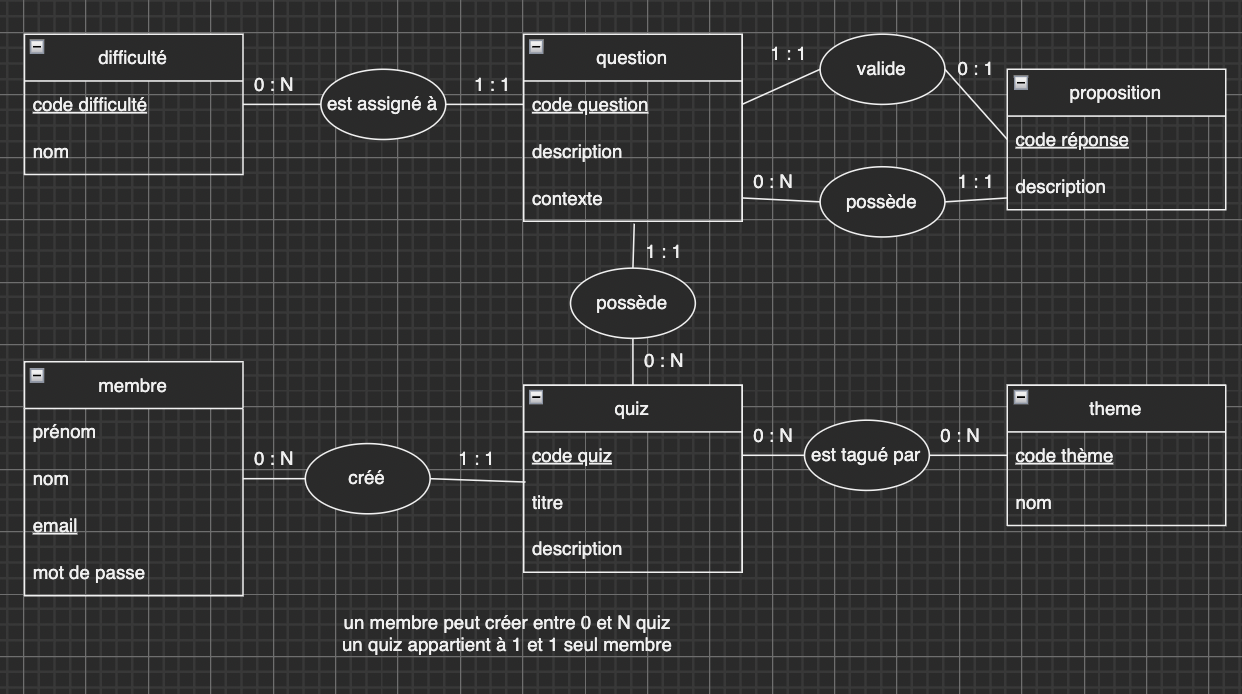 difficulté
code difficulté
nom
0 : N
est assigné à
1 : 1
question
code question
description
contexte
1 : 1
valide
0 : 1
proposition
code réponse
description
0 : N
possède
1 : 1
1 : 1
possède
0 : N
membre
prénom
nom
email
mot de passe
0 : N
créé
1 : 1
quiz
code quiz
titre
description
0 : N
est tagué par
0 : N
theme
code thème
nom
un membre peut créer entre 0 et N quiz
un quiz appartient à 1 et 1 seul membre